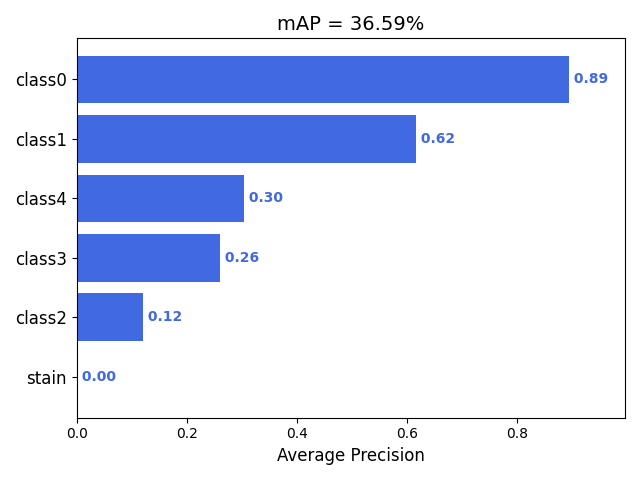 mAP = 36.59%
class0
0.89
class1
0.62
class4
0.30
class3
0.26
class2
0.12
stain
0.00
0.0 0.2 0.4 0.6 0.8
Average Precision